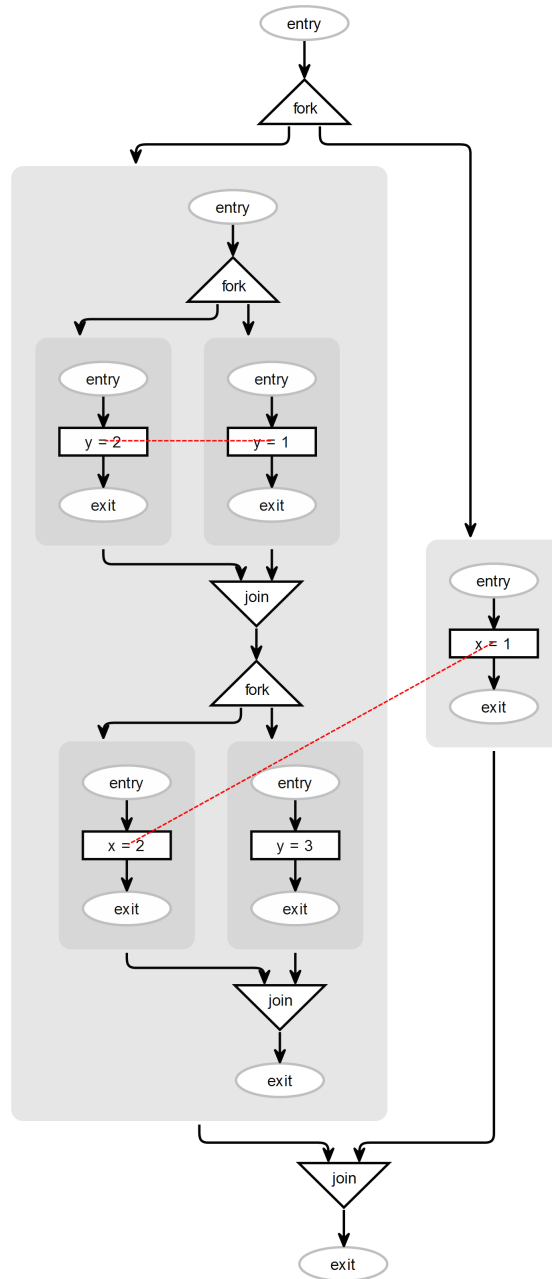 entry
fork
entry
fork
entry
entry
y = 2
y = 1
exit
exit
join
fork
entry
x = 1
exit
entry
entry
x = 2
y = 3
exit
exit
join
exit
join
exit